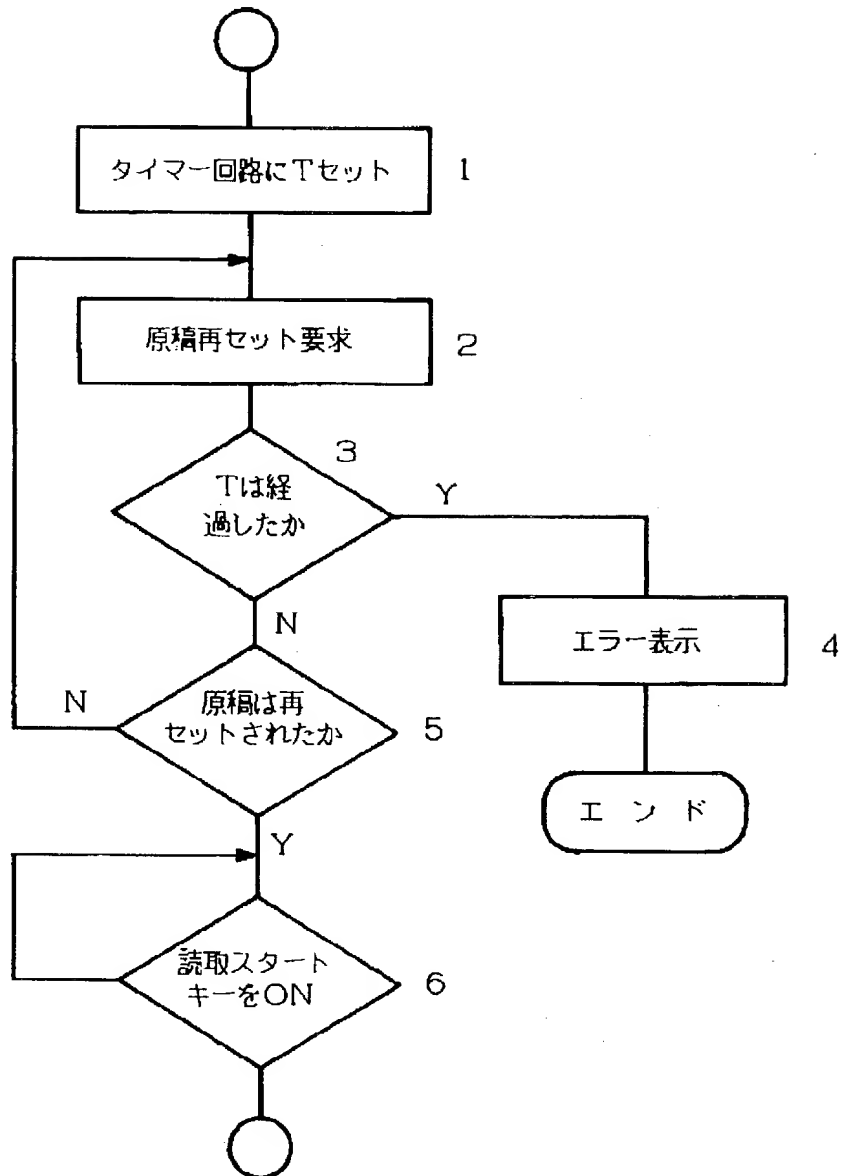 タイマー回路にTセット
1
原稿再セット要求
2
3
Tは経
過したか
Y
N
エラー表示
4
N
原稿は再
セットされたか
5
エンド
Y
読取スタート
キーをON
6